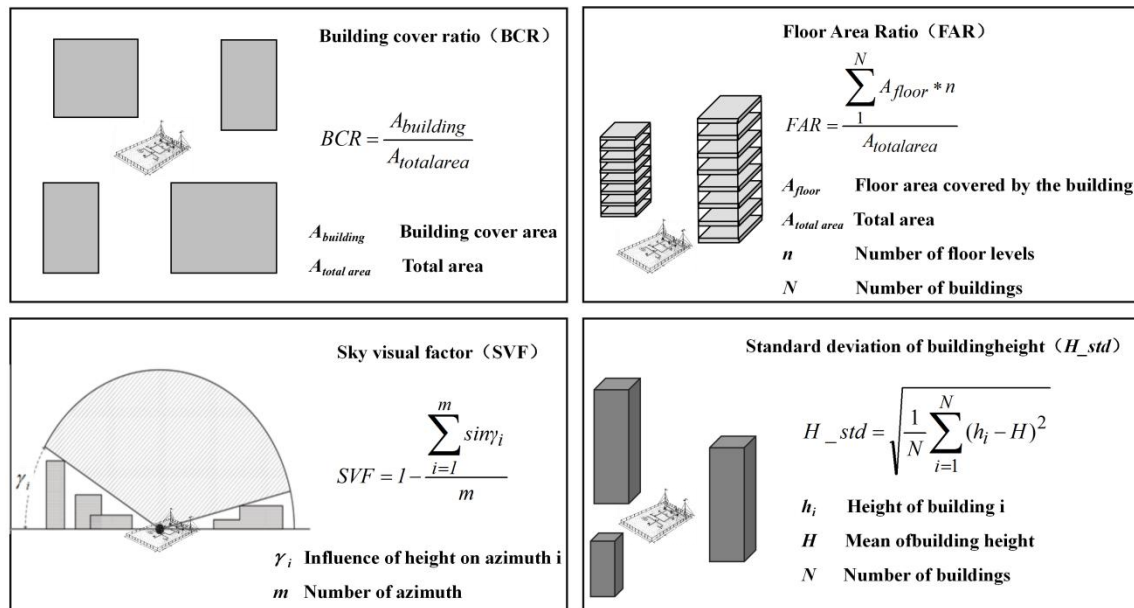 Building cover ratio（BCR）
BCR = A_building / A_totalarea
A_building Building cover area
A_total area Total area
Floor Area Ratio（FAR）
FAR = ∑_1^N A_floor * n / A_totalarea
A_floor Floor area covered by the building
A_total area Total area
n Number of floor levels
N Number of buildings
Sky visual factor（SVF）
SVF = 1 - ∑_{i=1}^m sinγ_i / m
γ_i
γ_i Influence of height on azimuth i
m Number of azimuth
Standard deviation of buildingheight（H_std）
H_std = √(1/N ∑_{i=1}^N (h_i - H)^2)
h_i Height of building i
H Mean ofbuilding height
N Number of buildings